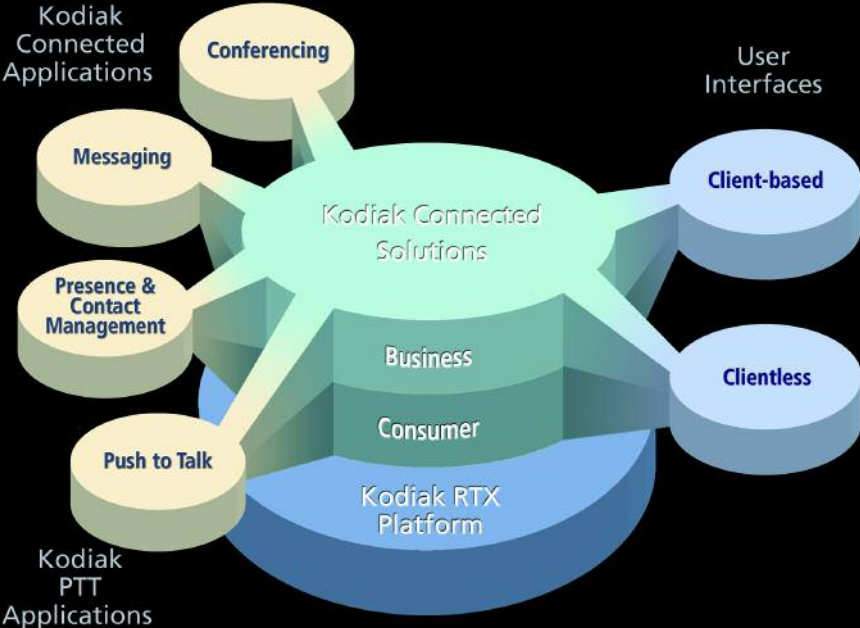 Kodiak
Connected
Applications
Conferencing
Messaging
Presence &
Contact
Management
Push to Talk
Kodiak
PTT
Applications
Kodiak Connected
Solutions
Business
Consumer
Kodiak RTX
Platform
User
Interfaces
Client-based
Clientless